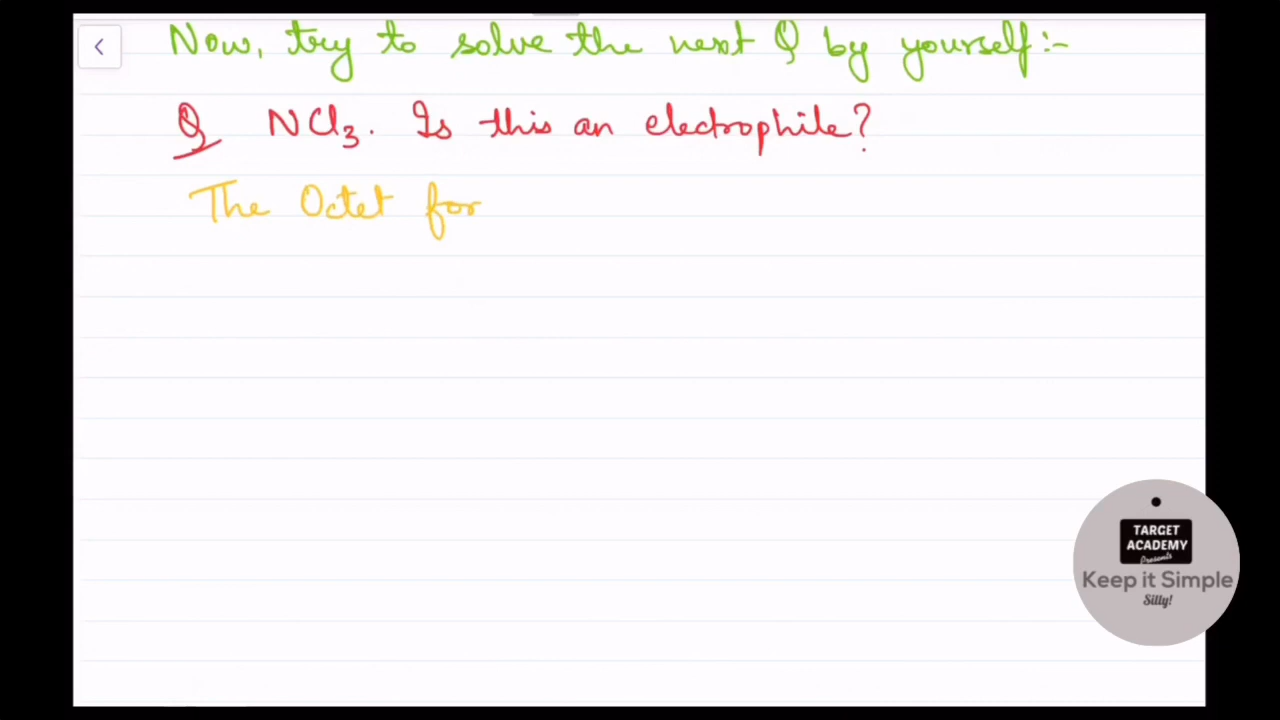 Now, try to solve the next Q by yourself :-
Q NCl3. Is this an electrophile?
The Octet for
TARGET
ACADEMY
Presents
Keep it Simple
Silly!